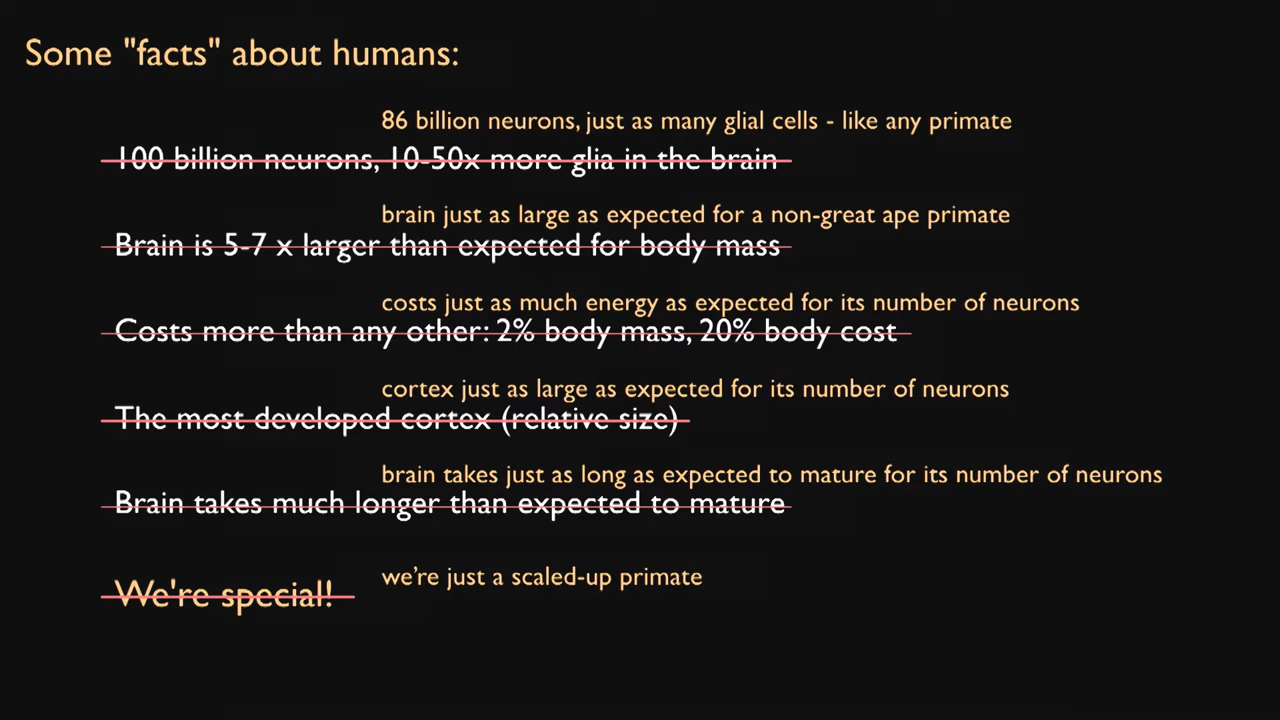 Some "facts" about humans:
86 billion neurons, just as many glial cells - like any primate
100 billion neurons, 10-50x more glia in the brain
brain just as large as expected for a non-great ape primate
Brain is 5-7 x larger than expected for body mass
costs just as much energy as expected for its number of neurons
Costs more than any other: 2% body mass, 20% body cost
cortex just as large as expected for its number of neurons
The most developed cortex (relative size)
brain takes just as long as expected to mature for its number of neurons
Brain takes much longer than expected to mature
we’re just a scaled-up primate
We're special!